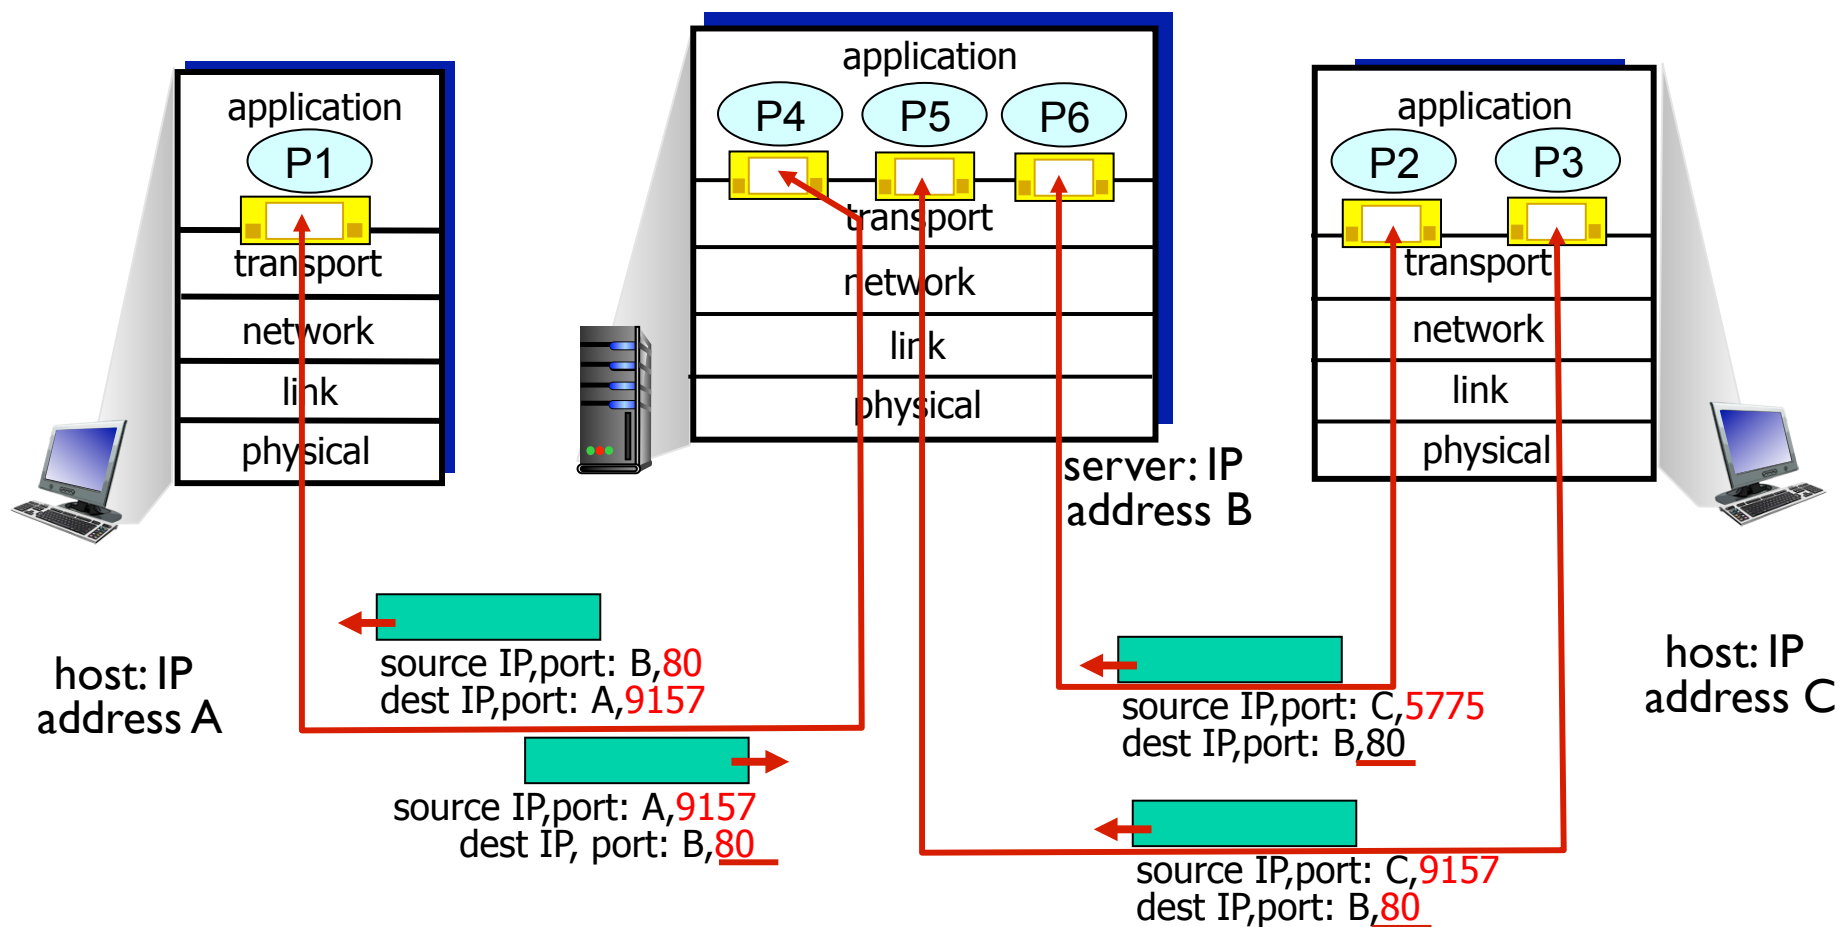 application
P1
transport
network
link
physical
host: IP
address A
application
P4
P5
P6
transport
network
link
physical
server: IP
address B
application
P2
P3
transport
network
link
physical
host: IP
address C
source IP,port: B,80
dest IP,port: A,9157
source IP,port: A,9157
dest IP, port: B,80
source IP,port: C,5775
dest IP,port: B,80
source IP,port: C,9157
dest IP,port: B,80